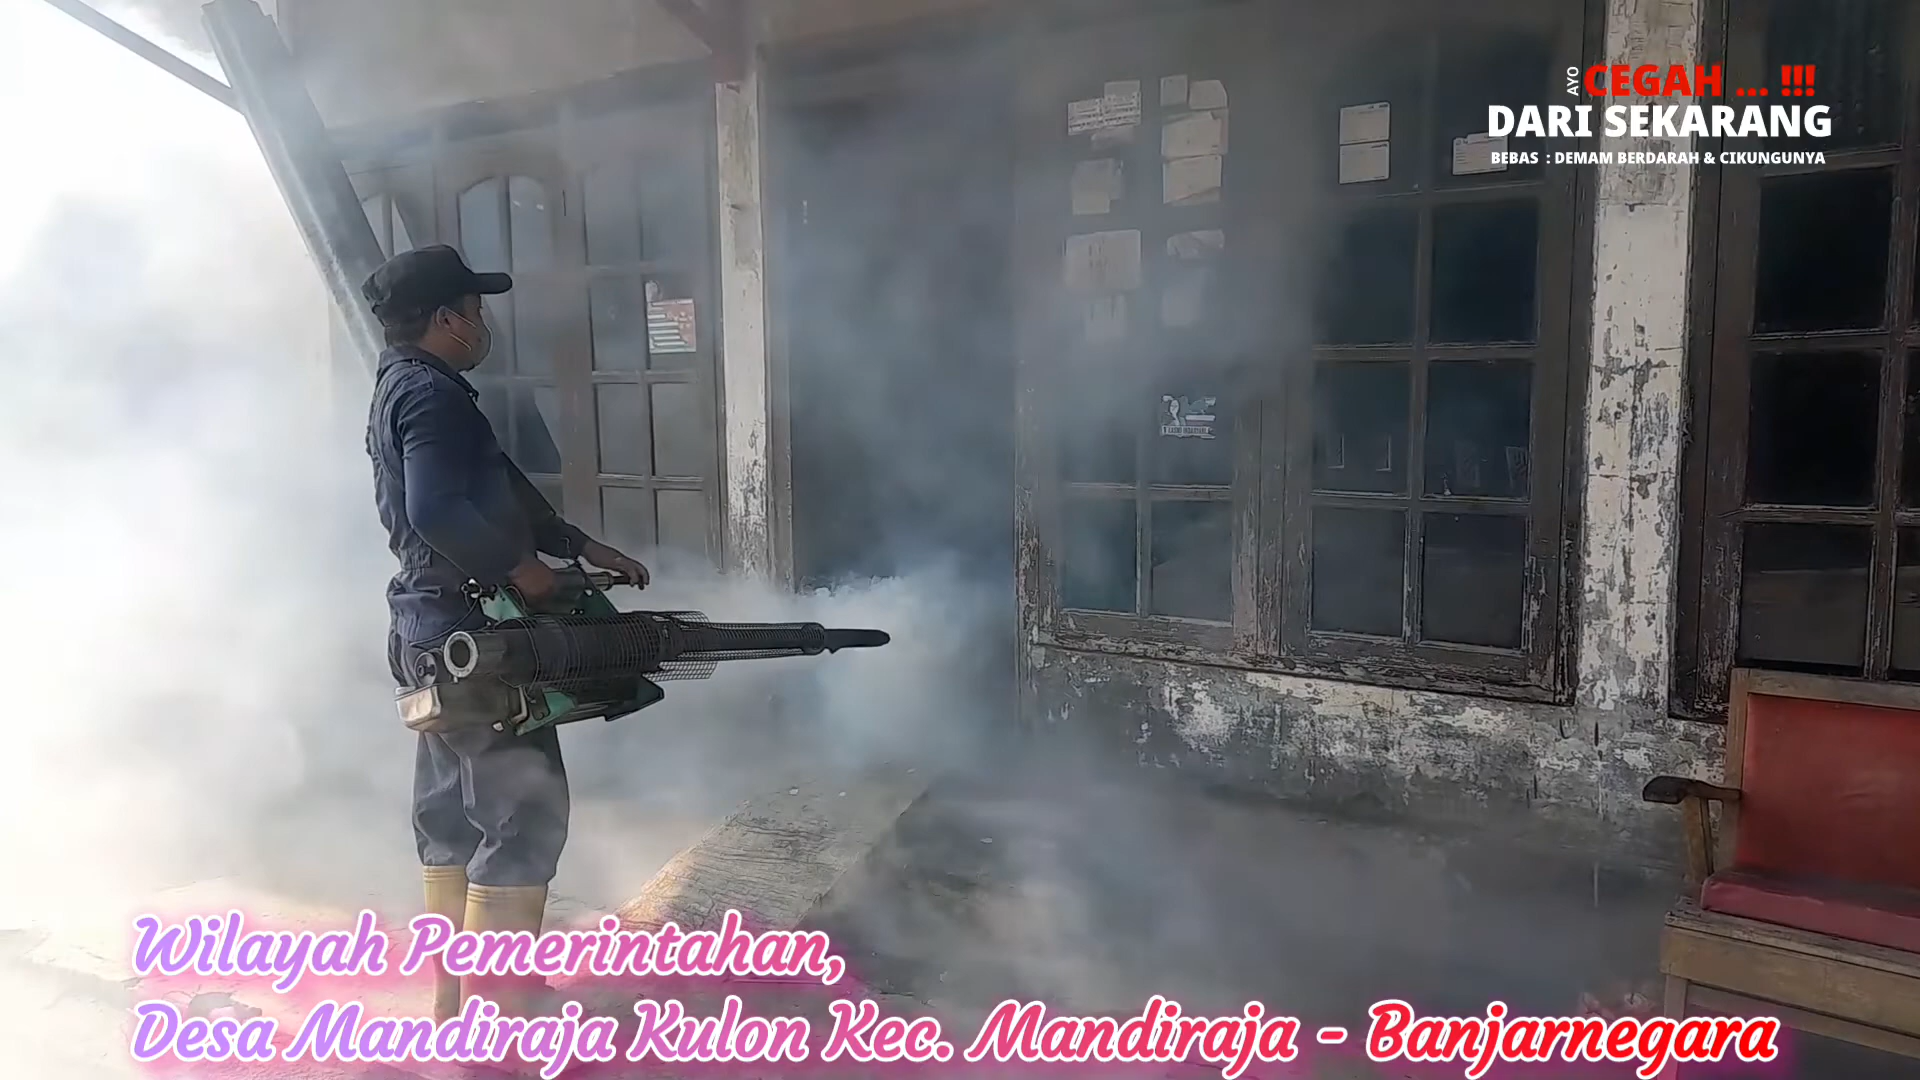 AYO CEGAH ... !!!
DARI SEKARANG
BEBAS : DEMAM BERDARAH & CIKUNGUNYA
Wilayah Pemerintahan,
Desa Mandiraja Kulon Kec. Mandiraja - Banjarnegara